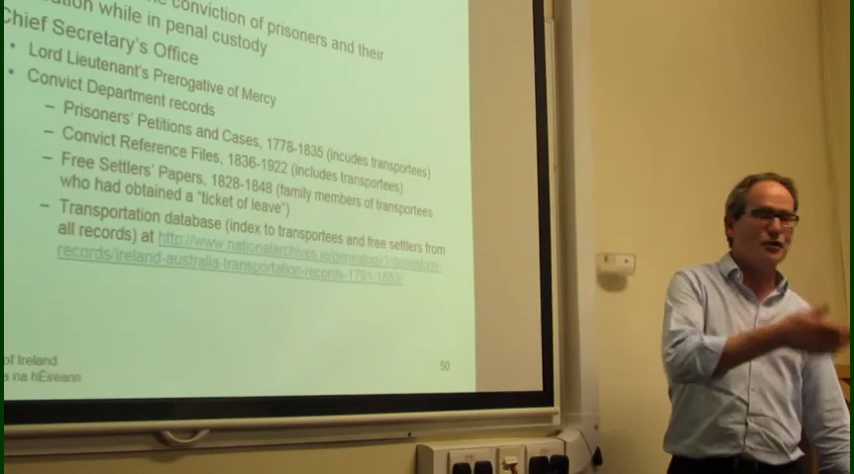 conviction of prisoners and their
while in penal custody
Chief Secretary's Office
• Lord Lieutenant's Prerogative of Mercy
• Convict Department records
– Prisoners' Petitions and Cases, 1778-1835 (incudes transportees)
– Convict Reference Files, 1836-1922 (includes transportees)
– Free Settlers' Papers, 1828-1848 (family members of transportees
who had obtained a "ticket of leave")
– Transportation database (index to transportees and free settlers from
all records) at http://www.nationalarchives.ie/genealogy1/genealogy-
records/ireland-australia-transportation-records-1791-1853/
of Ireland
na hÉireann
50